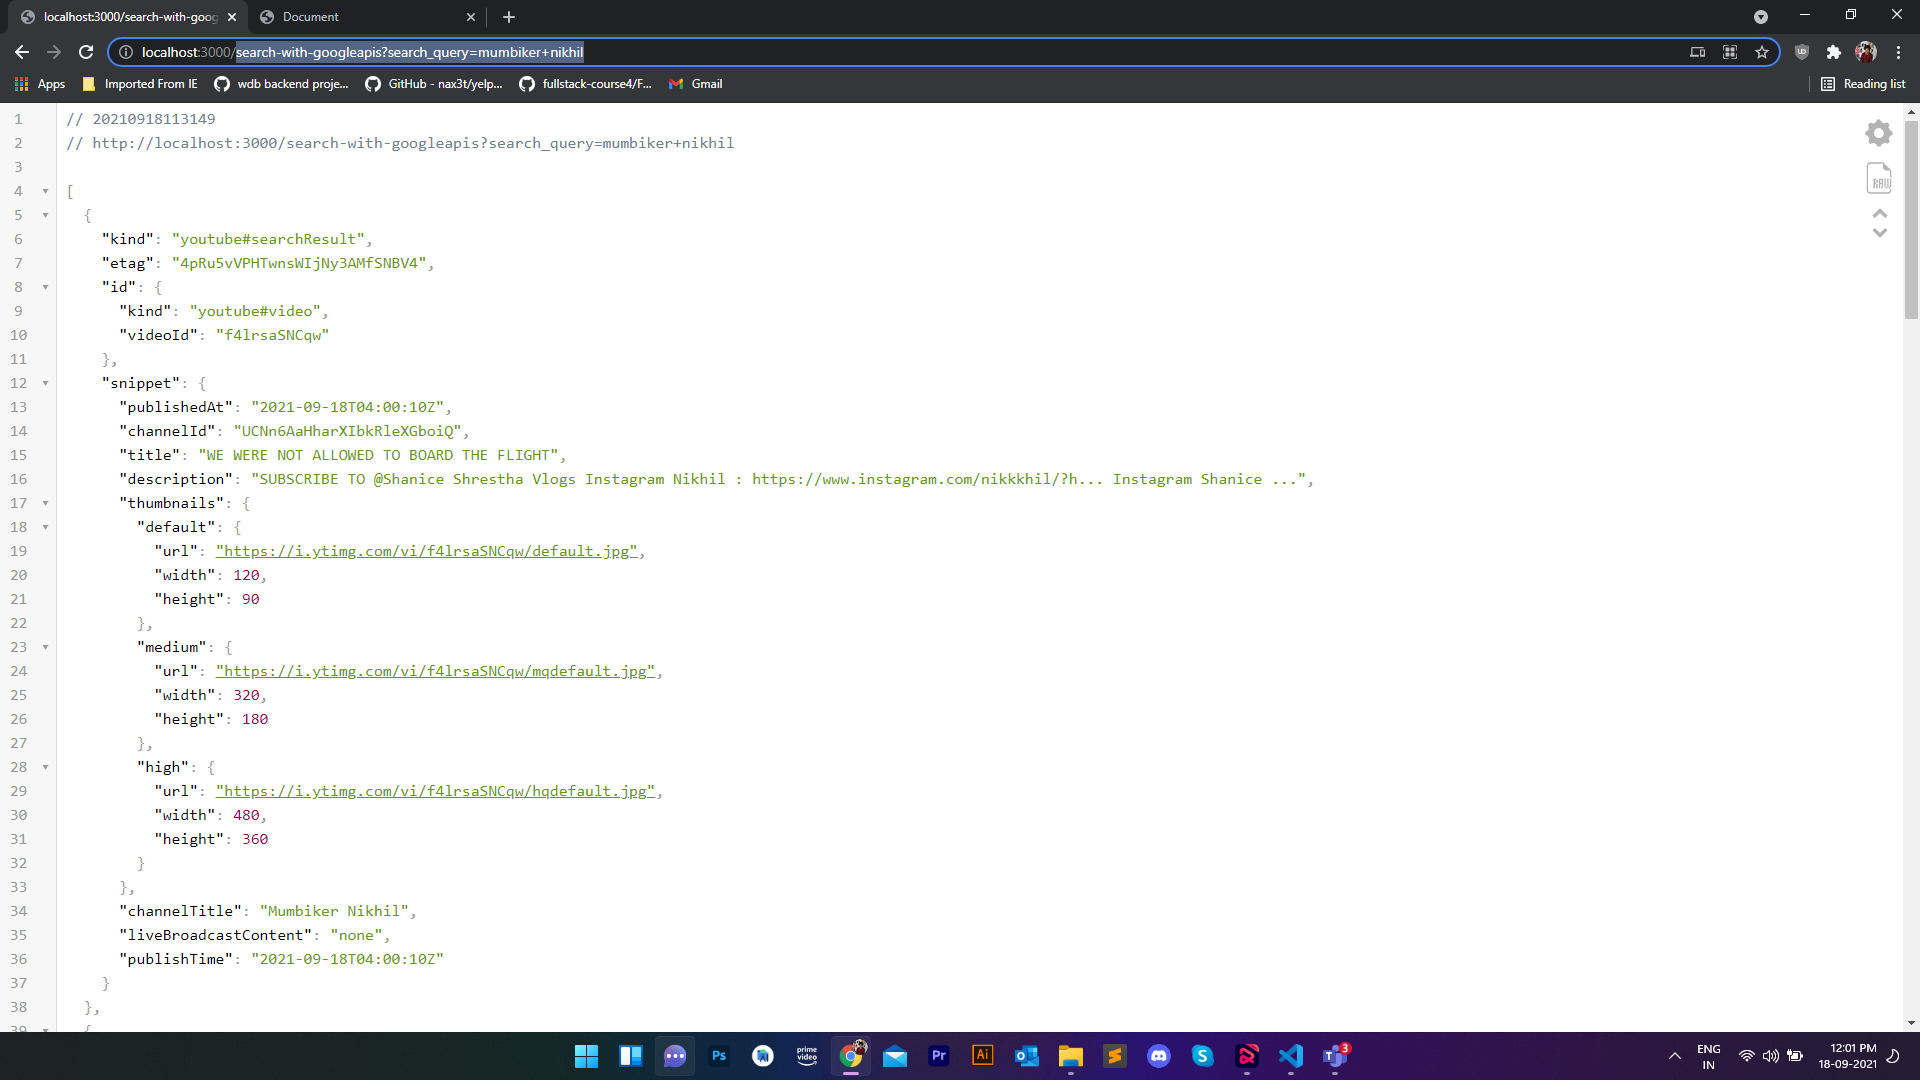 localhost:3000/search-with-goog
Document
localhost:3000/search-with-googleapis?search_query=mumbiker+nikhil
Apps
Imported From IE
wdb backend proje...
GitHub - nax3t/yelp...
fullstack-course4/F...
Gmail
Reading list
1 // 20210918113149
2 // http://localhost:3000/search-with-googleapis?search_query=mumbiker+nikhil
3
4 [
5 {
6 "kind": "youtube#searchResult",
7 "etag": "4pRu5vVPHTwnsWIjNy3AMfSNBV4",
8 "id": {
9 "kind": "youtube#video",
10 "videoId": "f4lrsaSNCqw"
11 },
12 "snippet": {
13 "publishedAt": "2021-09-18T04:00:10Z",
14 "channelId": "UCNn6AaHharXIbkRleXGboiQ",
15 "title": "WE WERE NOT ALLOWED TO BOARD THE FLIGHT",
16 "description": "SUBSCRIBE TO @Shanice Shrestha Vlogs Instagram Nikhil : https://www.instagram.com/nikkkhil/?h... Instagram Shanice ...",
17 "thumbnails": {
18 "default": {
19 "url": "https://i.ytimg.com/vi/f4lrsaSNCqw/default.jpg",
20 "width": 120,
21 "height": 90
22 },
23 "medium": {
24 "url": "https://i.ytimg.com/vi/f4lrsaSNCqw/mqdefault.jpg",
25 "width": 320,
26 "height": 180
27 },
28 "high": {
29 "url": "https://i.ytimg.com/vi/f4lrsaSNCqw/hqdefault.jpg",
30 "width": 480,
31 "height": 360
32 }
33 },
34 "channelTitle": "Mumbiker Nikhil",
35 "liveBroadcastContent": "none",
36 "publishTime": "2021-09-18T04:00:10Z"
37 }
38 },
39 {
RAW
Ps
prime video
Pr
Ai
3
ENG
IN
12:01 PM
18-09-2021